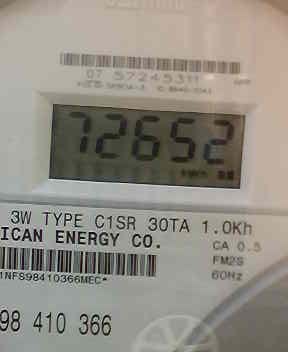 07 57245311
72652
3W TYPE C1SR 30TA 1.0Kh
ICAN ENERGY CO.
CA 0.5
FM2S
1NFS98410366MEC*
60Hz
98 410 366